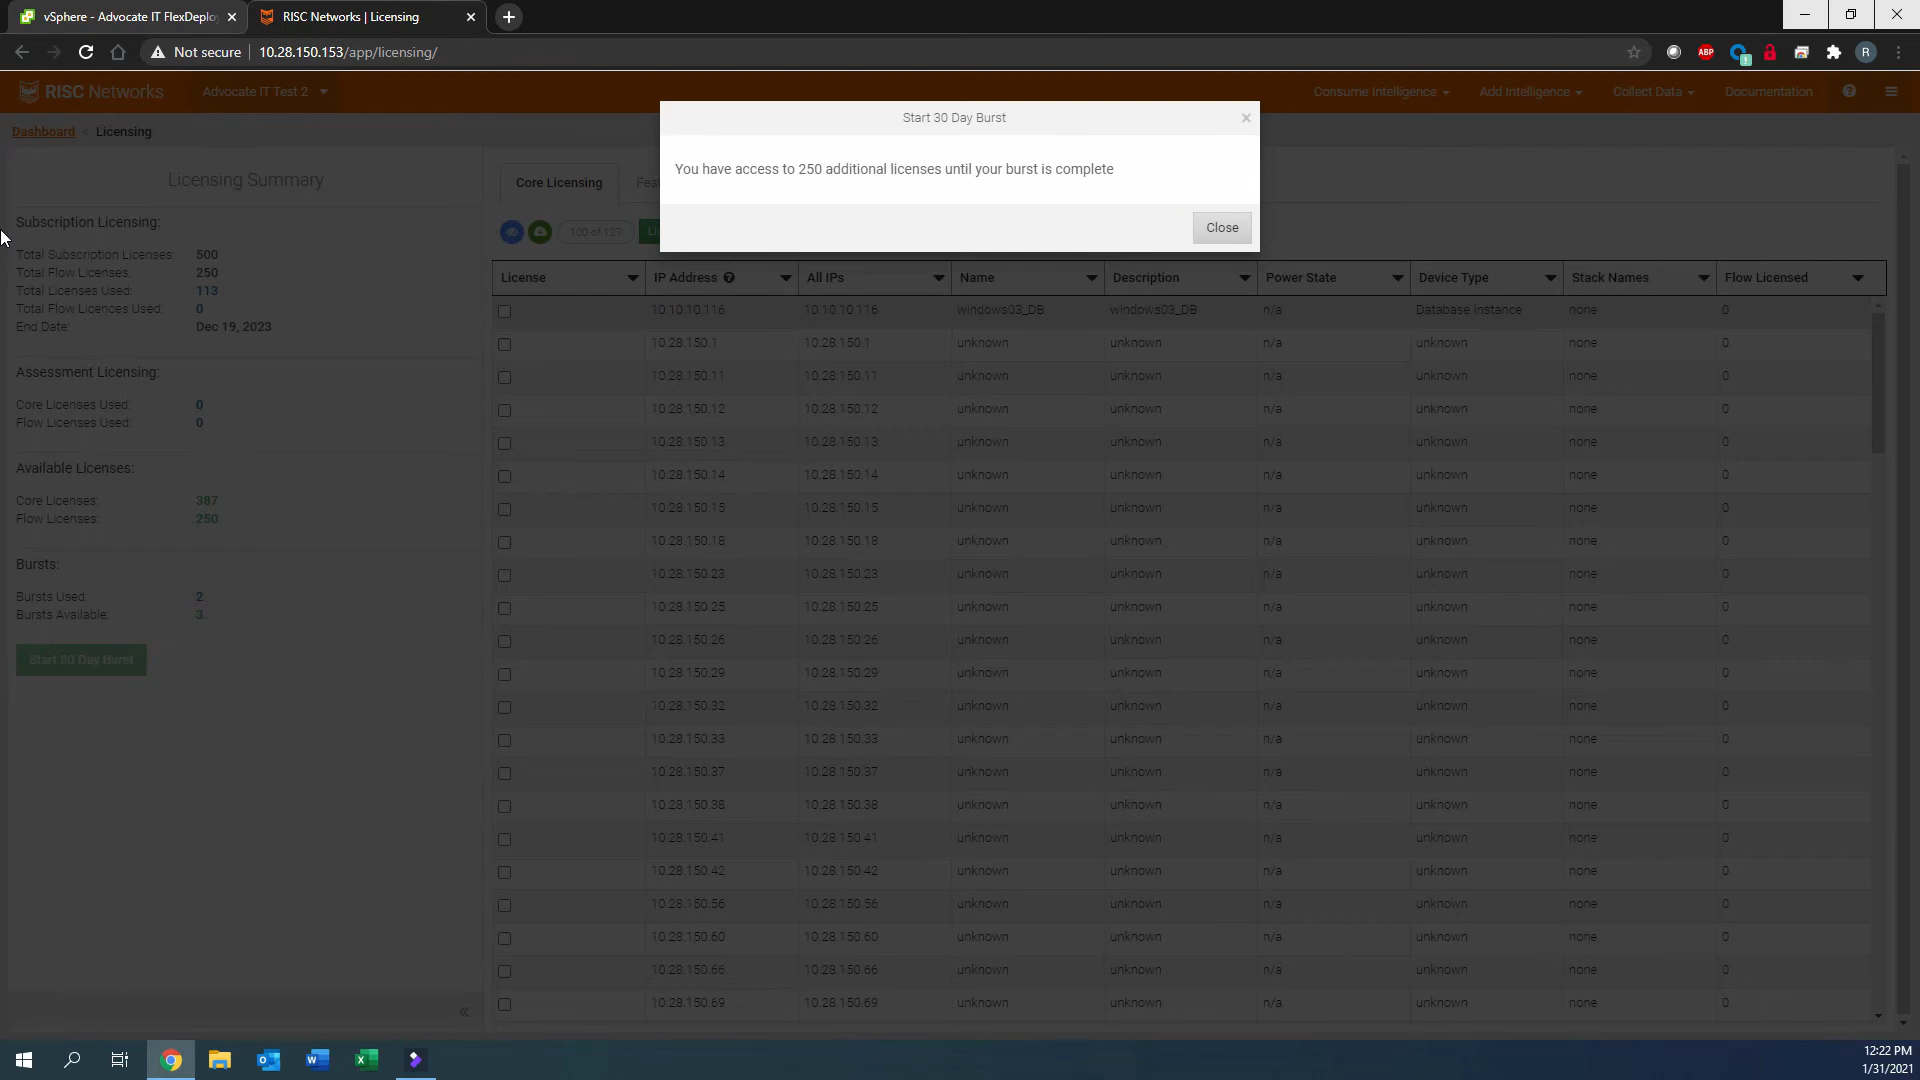 vSphere - Advocate IT FlexDeploy
RISC Networks | Licensing
Not secure 10.28.150.153/app/licensing/
ABP
R
RISC Networks
Advocate IT Test 2
Consume Intelligence
Add Intelligence
Collect Data
Documentation
Dashboard < Licensing
Start 30 Day Burst ×
You have access to 250 additional licenses until your burst is complete
Close
Licensing Summary
Subscription Licensing:
Total Subscription Licenses: 500
Total Flow Licenses: 250
Total Licenses Used: 113
Total Flow Licences Used: 0
End Date: Dec 19, 2023
Assessment Licensing:
Core Licenses Used: 0
Flow Licenses Used: 0
Available Licenses:
Core Licenses: 387
Flow Licenses: 250
Bursts:
Bursts Used: 2
Bursts Available: 3
Start 30 Day Burst
Core Licensing
100 of 127
License IP Address All IPs Name Description Power State Device Type Stack Names Flow Licensed
10.10.10.116 10.10.10.116 windows03_DB windows03_DB n/a Database Instance none 0
10.28.150.1 10.28.150.1 unknown unknown n/a unknown none 0
10.28.150.11 10.28.150.11 unknown unknown n/a unknown none 0
10.28.150.12 10.28.150.12 unknown unknown n/a unknown none 0
10.28.150.13 10.28.150.13 unknown unknown n/a unknown none 0
10.28.150.14 10.28.150.14 unknown unknown n/a unknown none 0
10.28.150.15 10.28.150.15 unknown unknown n/a unknown none 0
10.28.150.18 10.28.150.18 unknown unknown n/a unknown none 0
10.28.150.23 10.28.150.23 unknown unknown n/a unknown none 0
10.28.150.25 10.28.150.25 unknown unknown n/a unknown none 0
10.28.150.26 10.28.150.26 unknown unknown n/a unknown none 0
10.28.150.29 10.28.150.29 unknown unknown n/a unknown none 0
10.28.150.32 10.28.150.32 unknown unknown n/a unknown none 0
10.28.150.33 10.28.150.33 unknown unknown n/a unknown none 0
10.28.150.37 10.28.150.37 unknown unknown n/a unknown none 0
10.28.150.38 10.28.150.38 unknown unknown n/a unknown none 0
10.28.150.41 10.28.150.41 unknown unknown n/a unknown none 0
10.28.150.42 10.28.150.42 unknown unknown n/a unknown none 0
10.28.150.56 10.28.150.56 unknown unknown n/a unknown none 0
10.28.150.60 10.28.150.60 unknown unknown n/a unknown none 0
10.28.150.66 10.28.150.66 unknown unknown n/a unknown none 0
10.28.150.69 10.28.150.69 unknown unknown n/a unknown none 0
12:22 PM
1/31/2021